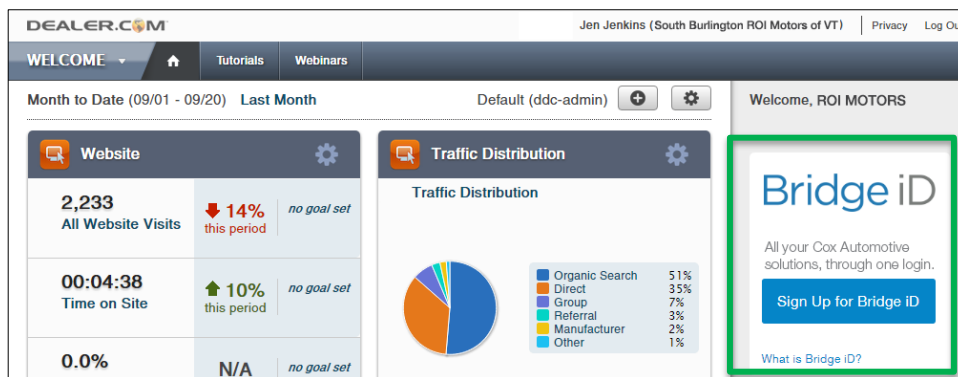 DEALER.COM
Jen Jenkins (South Burlington ROI Motors of VT) Privacy Log Ou
WELCOME Tutorials Webinars
Month to Date (09/01 - 09/20) Last Month
Default (ddc-admin)
Welcome, ROI MOTORS
Website
2,233
All Website Visits
14%
this period
no goal set
00:04:38
Time on Site
10%
this period
no goal set
0.0%
N/A
no goal set
Traffic Distribution
Traffic Distribution
Organic Search 51%
Direct 35%
Group 7%
Referral 3%
Manufacturer 2%
Other 1%
Bridge iD
All your Cox Automotive
solutions, through one login.
Sign Up for Bridge iD
What is Bridge iD?